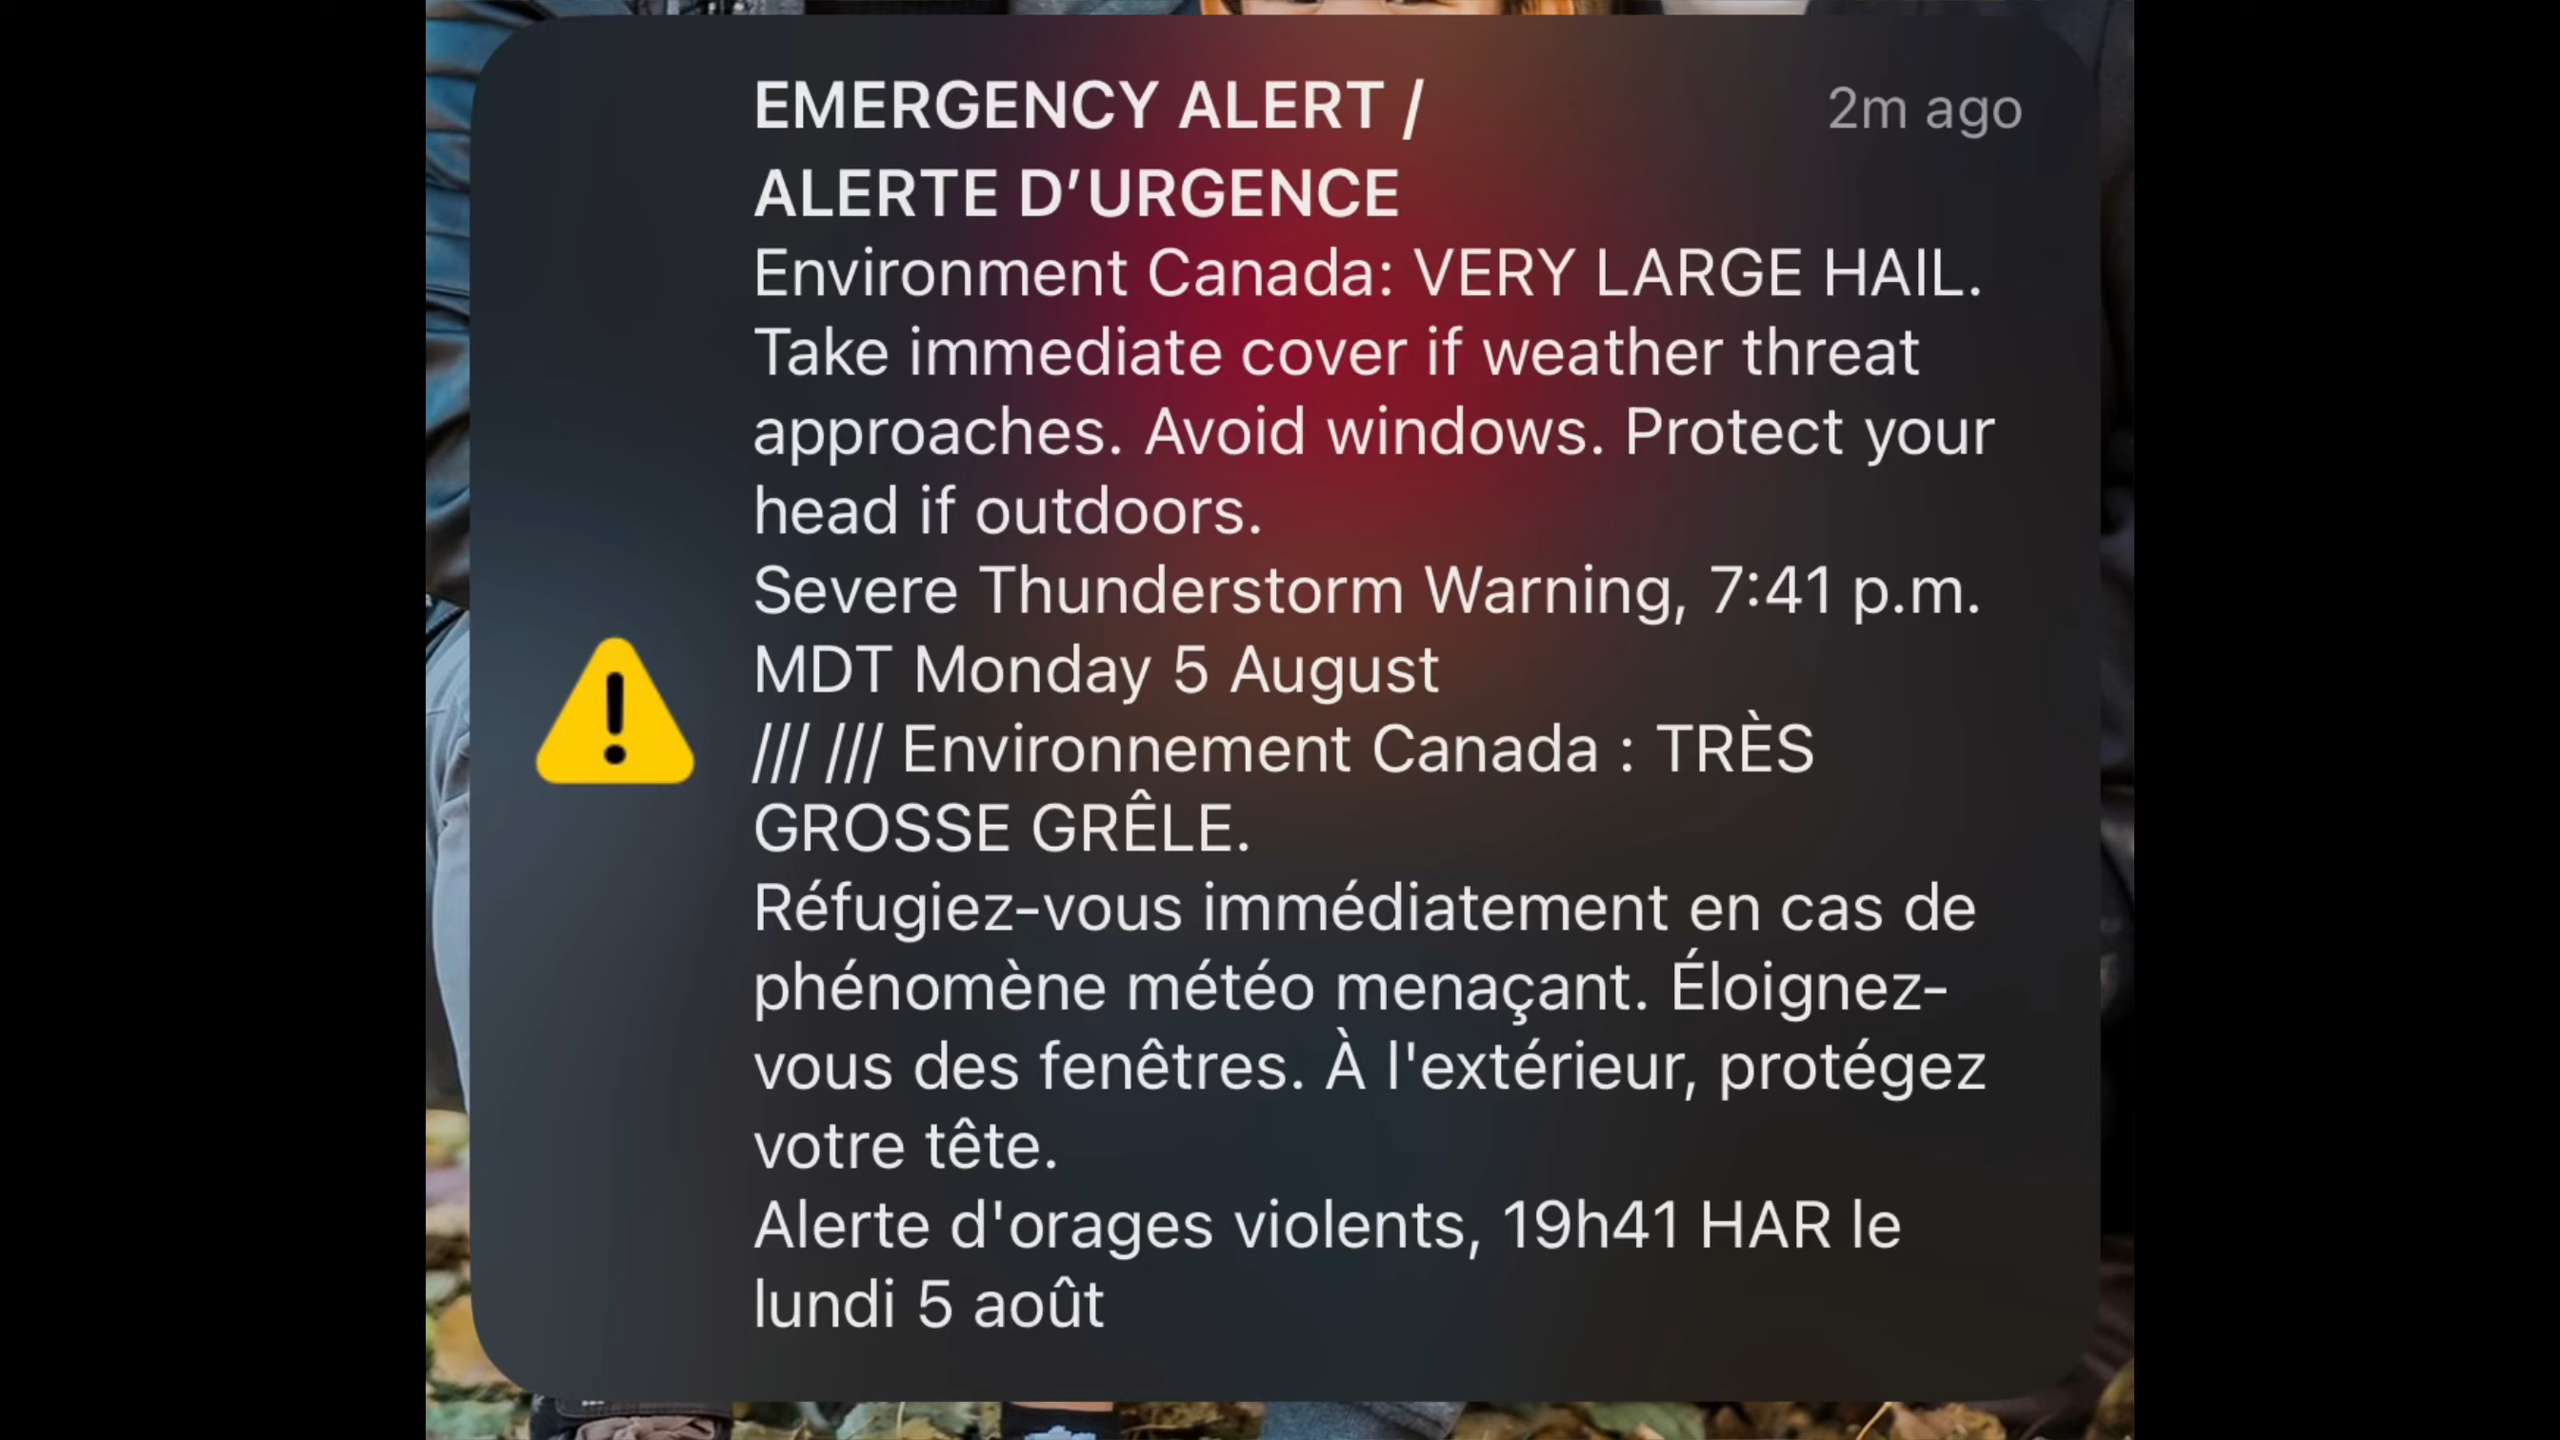 EMERGENCY ALERT /
2m ago
ALERTE D’URGENCE
Environment Canada: VERY LARGE HAIL.
Take immediate cover if weather threat
approaches. Avoid windows. Protect your
head if outdoors.
Severe Thunderstorm Warning, 7:41 p.m.
MDT Monday 5 August
/// /// Environnement Canada : TRÈS
GROSSE GRÊLE.
Réfugiez-vous immédiatement en cas de
phénomène météo menaçant. Éloignez-
vous des fenêtres. À l'extérieur, protégez
votre tête.
Alerte d'orages violents, 19h41 HAR le
lundi 5 août